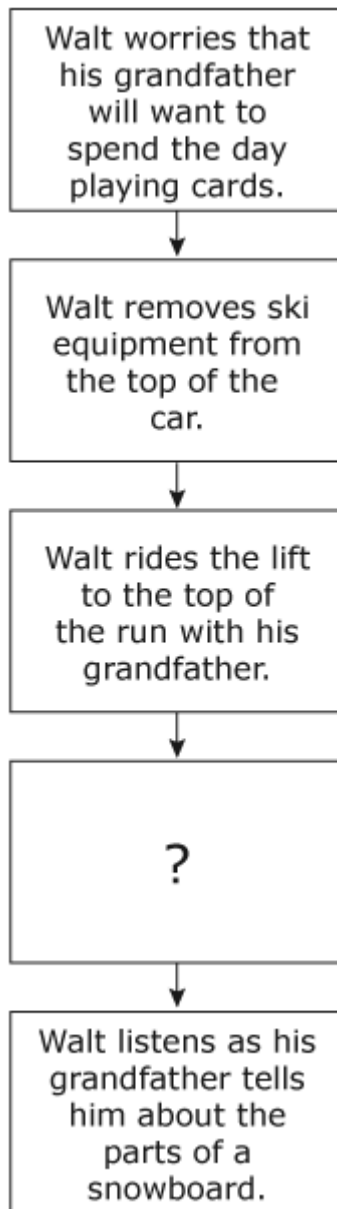 Walt worries that
his grandfather
will want to
spend the day
playing cards.
Walt removes ski
equipment from
the top of the
car.
Walt rides the lift
to the top of
the run with his
grandfather.
?
Walt listens as his
grandfather tells
him about the
parts of a
snowboard.